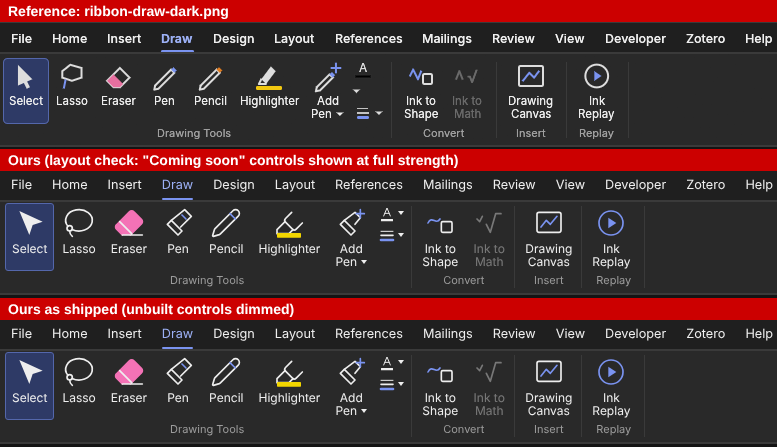 Reference: ribbon-draw-dark.png
File Home Insert Draw Design Layout References Mailings Review View Developer Zotero Help
Select Lasso Eraser Pen Pencil Highlighter Add Pen A Ink to Shape Ink to Math Drawing Canvas Ink Replay
Drawing Tools Convert Insert Replay
Ours (layout check: "Coming soon" controls shown at full strength)
File Home Insert Draw Design Layout References Mailings Review View Developer Zotero Help
Select Lasso Eraser Pen Pencil Highlighter Add Pen A Ink to Shape Ink to Math Drawing Canvas Ink Replay
Drawing Tools Convert Insert Replay
Ours as shipped (unbuilt controls dimmed)
File Home Insert Draw Design Layout References Mailings Review View Developer Zotero Help
Select Lasso Eraser Pen Pencil Highlighter Add Pen A Ink to Shape Ink to Math Drawing Canvas Ink Replay
Drawing Tools Convert Insert Replay